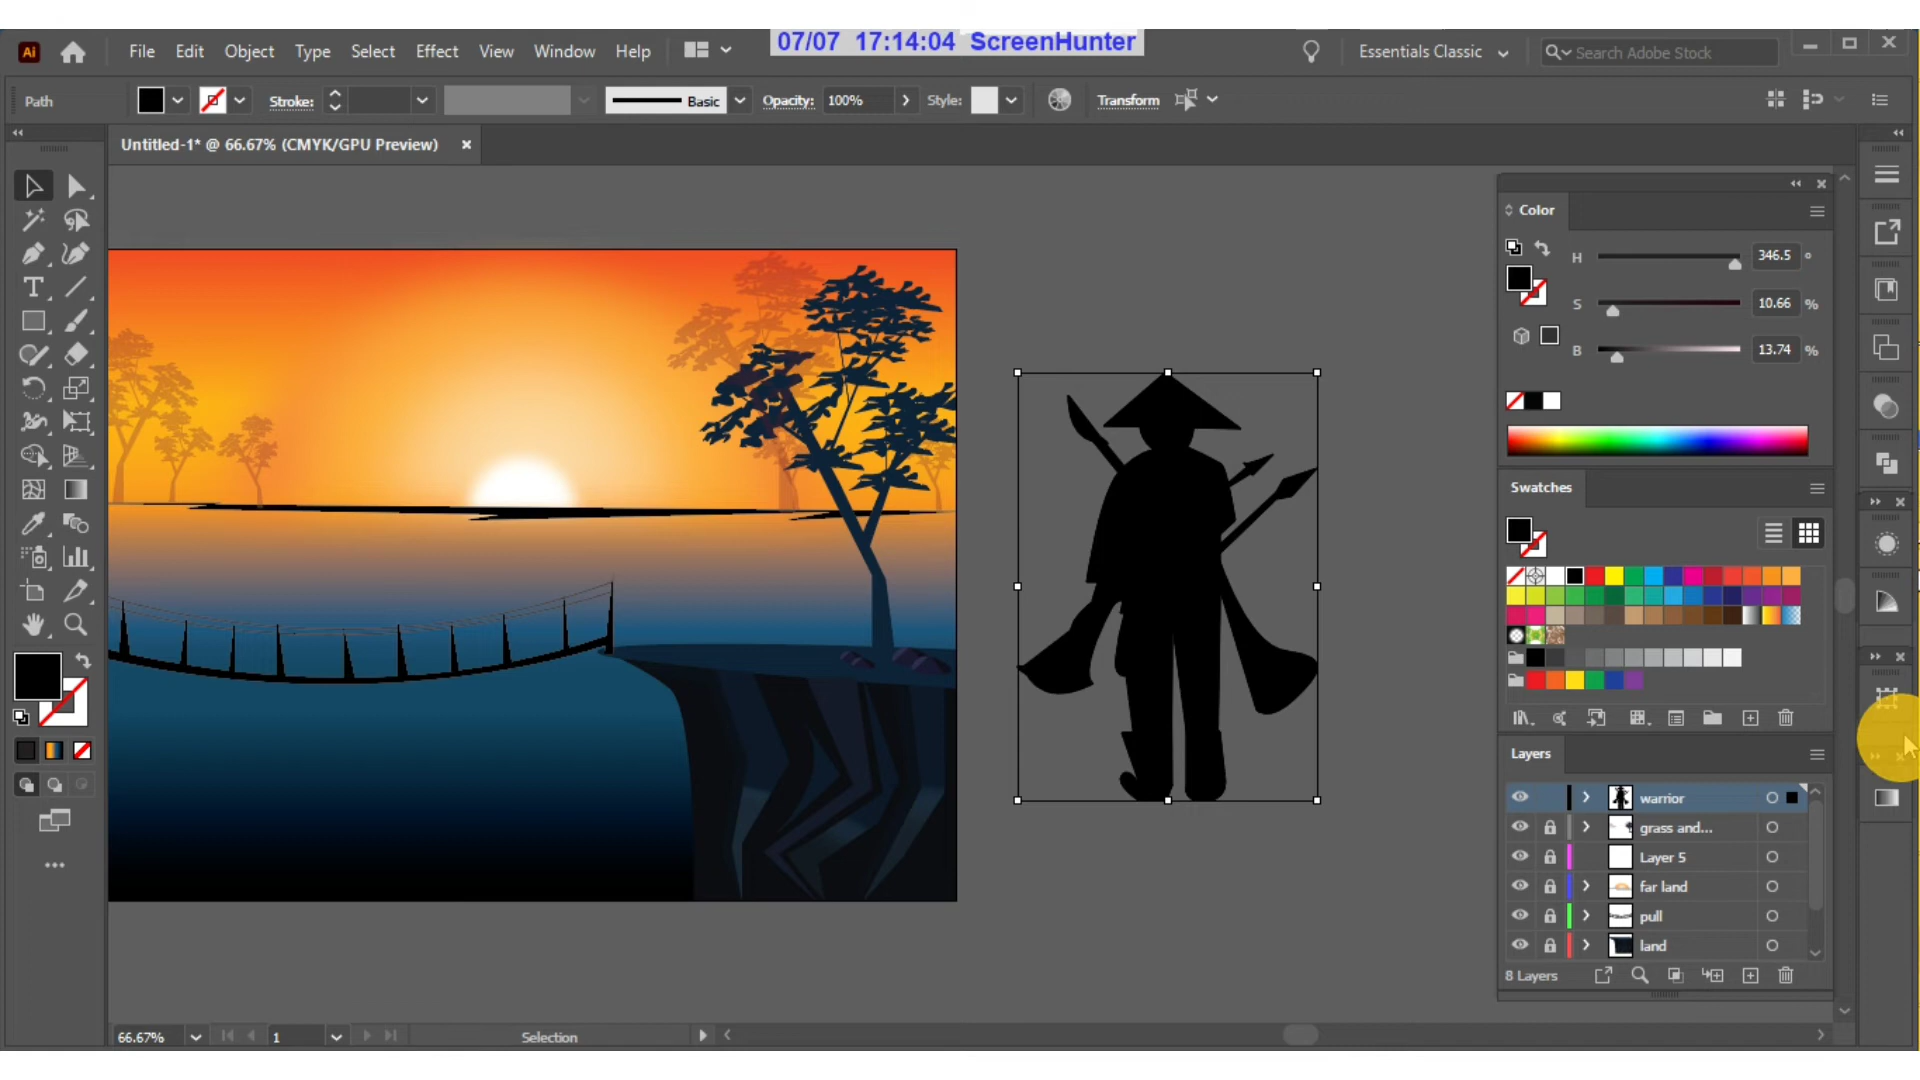 07/07 17:14:04 ScreenHunter
Ai File Edit Object Type Select Effect View Window Help Essentials Classic Search Adobe Stock
Path Stroke: Basic Opacity: 100% Style: Transform
Untitled-1* @ 66.67% (CMYK/GPU Preview)
Color
H 346.5 °
S 10.66 %
B 13.74 %
Swatches
Layers
warrior
grass and...
Layer 5
far land
pull
land
8 Layers
66.67% 1 Selection